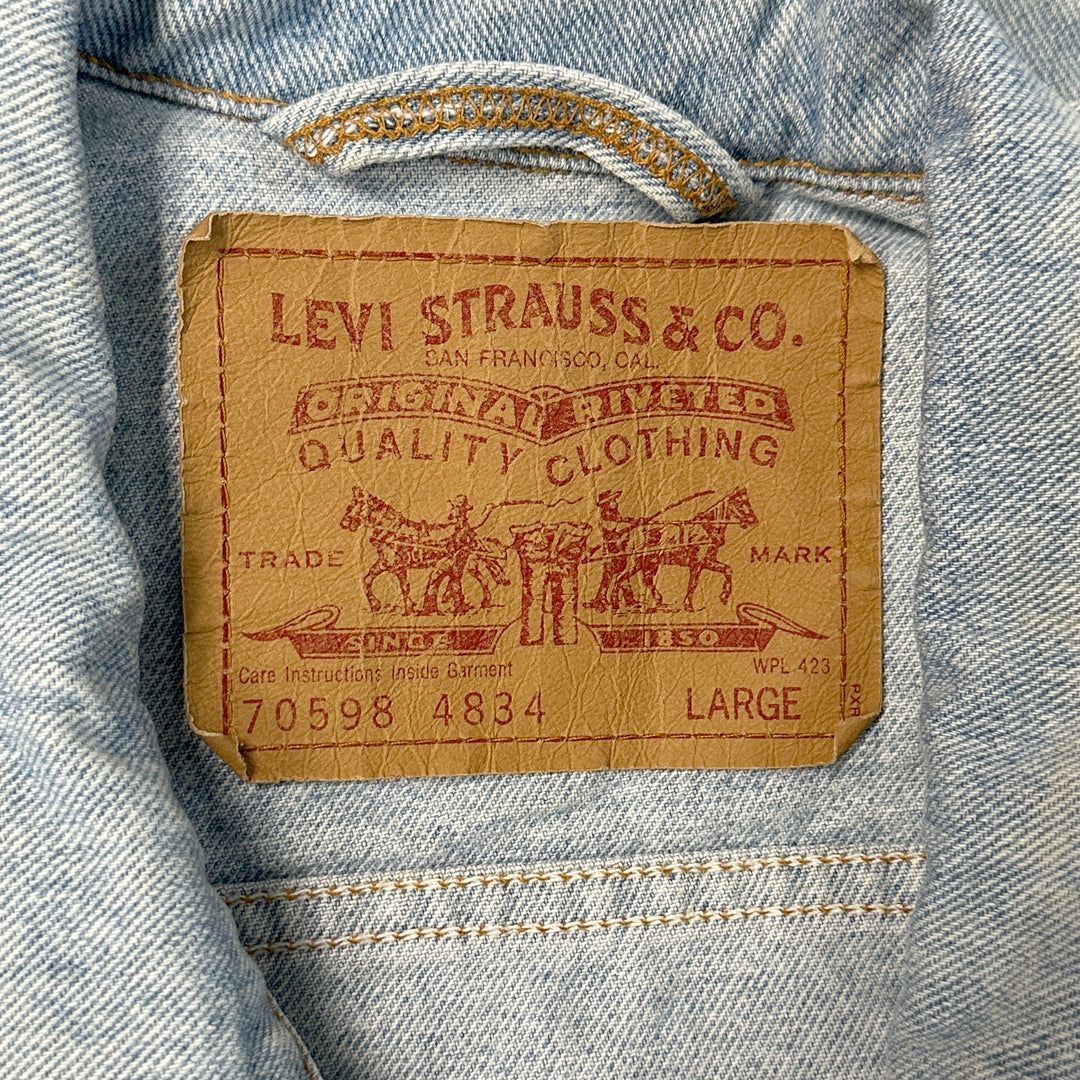 LEVI STRAUSS & CO.
SAN FRANCISCO, CAL.
ORIGINAL RIVETED
QUALITY CLOTHING
TRADE MARK
SINCE 1850
Care Instructions Inside Garment WPL 423
70598 4834 LARGE